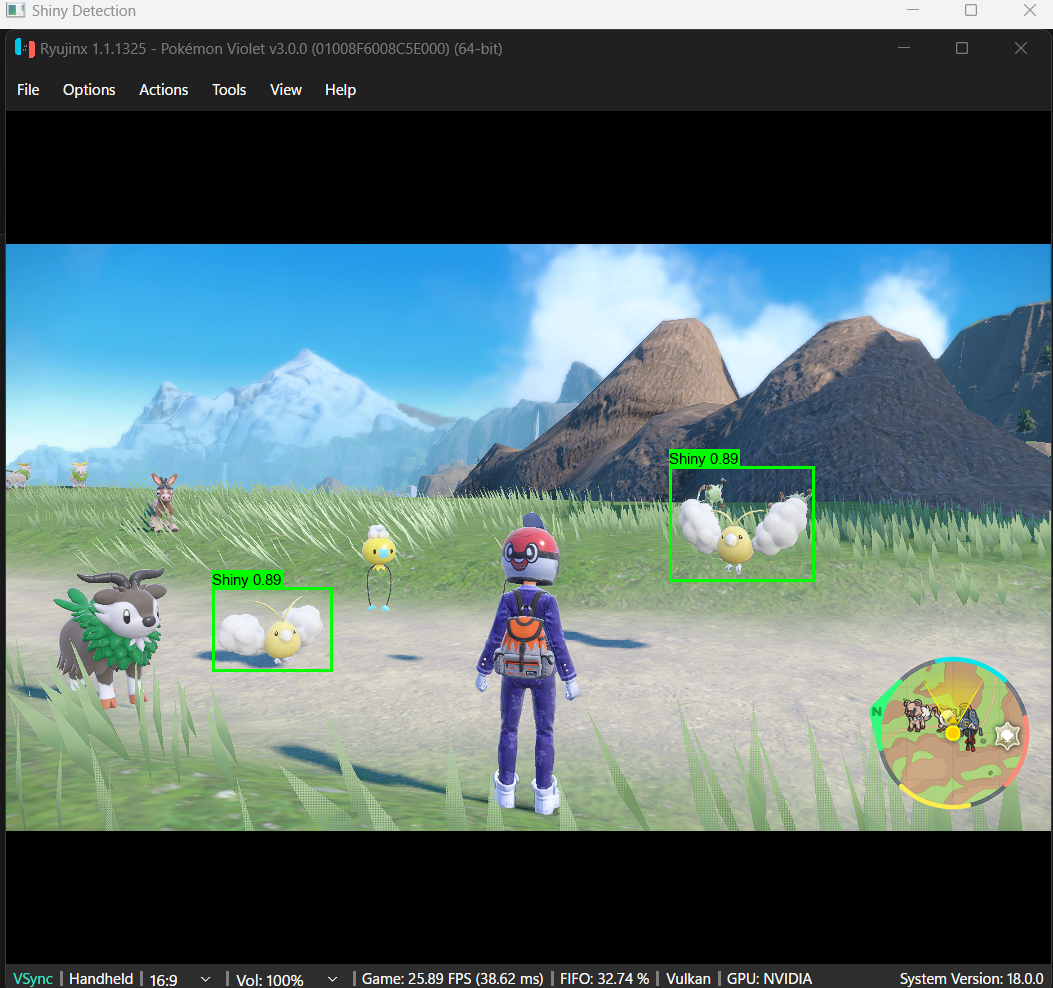 Shiny Detection
Ryujinx 1.1.1325 - Pokémon Violet v3.0.0 (01008F6008C5E000) (64-bit)
File Options Actions Tools View Help
Shiny 0.89
Shiny 0.89
N
VSync | Handheld | 16:9 | Vol: 100% | Game: 25.89 FPS (38.62 ms) | FIFO: 32.74 % | Vulkan | GPU: NVIDIA System Version: 18.0.0